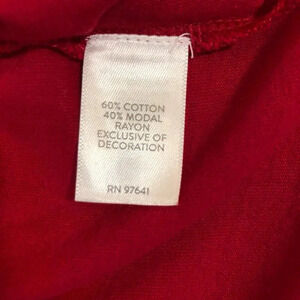 60% COTTON
40% MODAL
RAYON
EXCLUSIVE OF
DECORATION
RN 97641